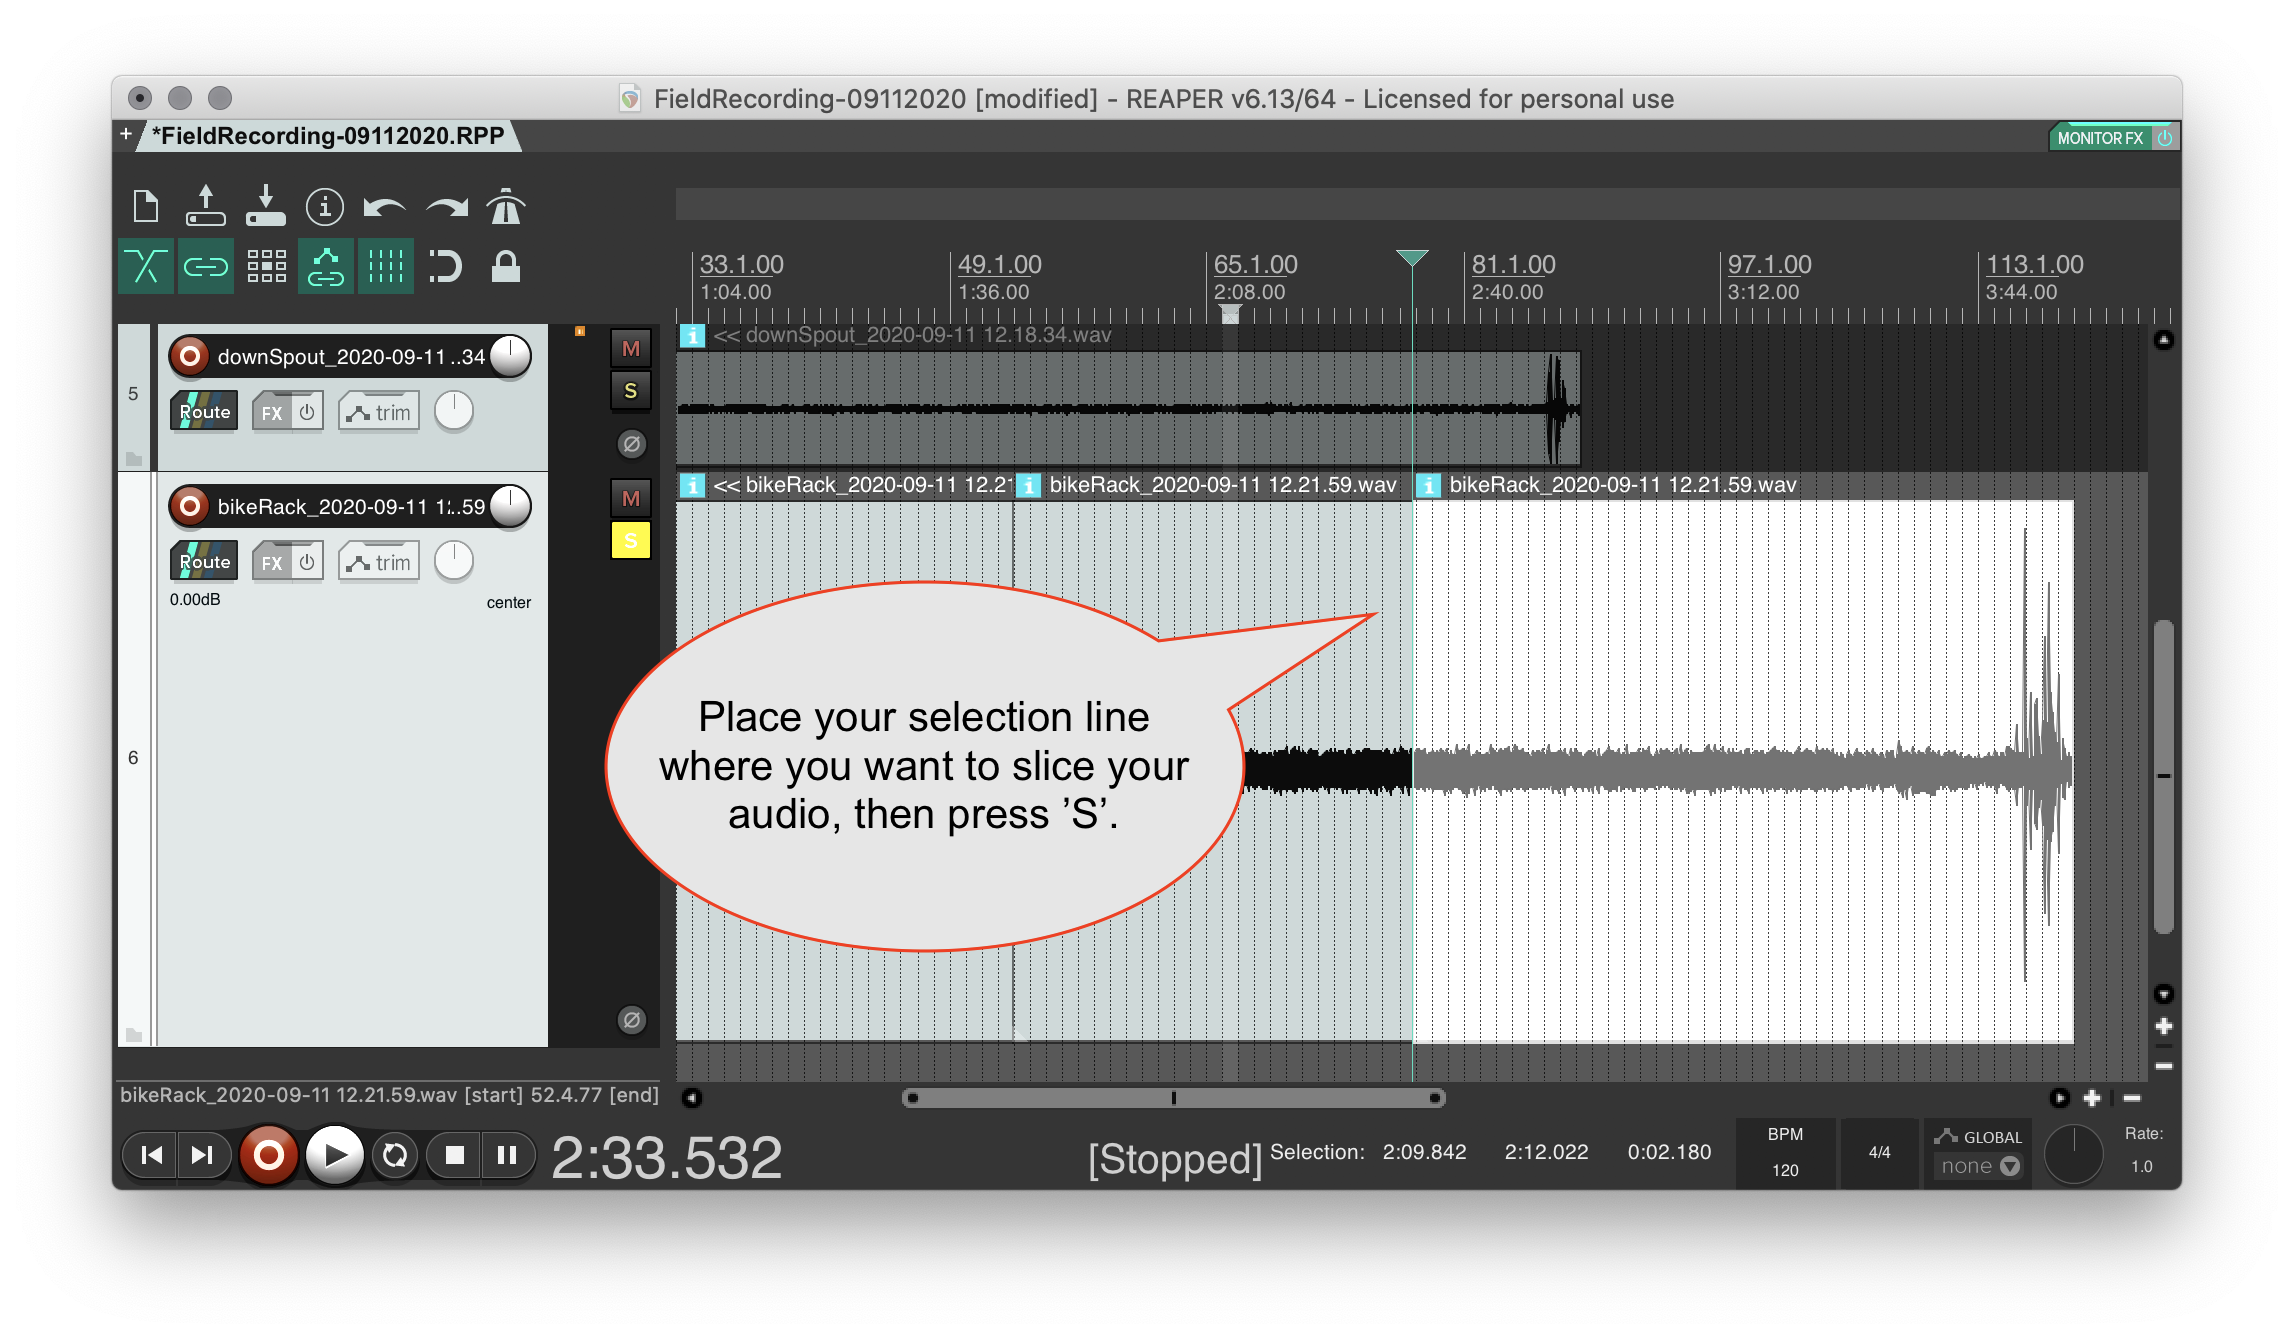 FieldRecording-09112020 [modified] - REAPER v6.13/64 - Licensed for personal use
+ *FieldRecording-09112020.RPP
MONITOR FX
33.1.00 49.1.00 65.1.00 81.1.00 97.1.00 113.1.00
1:04.00 1:36.00 2:08.00 2:40.00 3:12.00 3:44.00
i << downSpout_2020-09-11 12.18.34.wav
5
downSpout_2020-09-11 ..34
M
S
Route FX trim
Ø
i << bikeRack_2020-09-11 12.21 i bikeRack_2020-09-11 12.21.59.wav i bikeRack_2020-09-11 12.21.59.wav
6
bikeRack_2020-09-11 1:..59
M
S
Route FX trim
0.00dB center
Place your selection line
where you want to slice your
audio, then press ’S’.
Ø
bikeRack_2020-09-11 12.21.59.wav [start] 52.4.77 [end]
2:33.532
[Stopped] Selection: 2:09.842 2:12.022 0:02.180
BPM
120
4/4
GLOBAL
none
Rate:
1.0